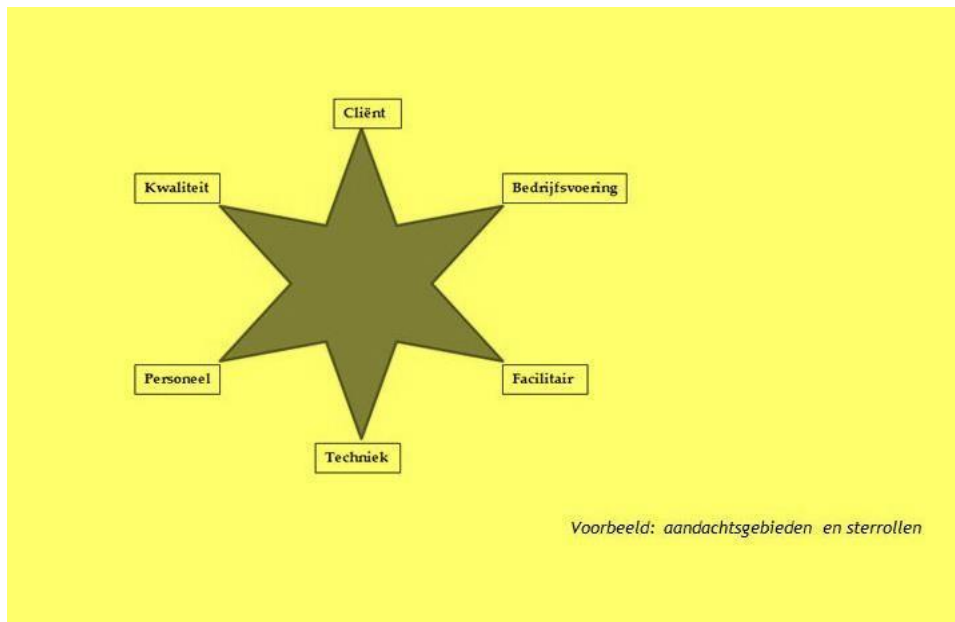 Cliënt
Kwaliteit
Bedrijfsvoering
Personeel
Facilitair
Techniek
Voorbeeld: aandachtsgebieden en sterrollen